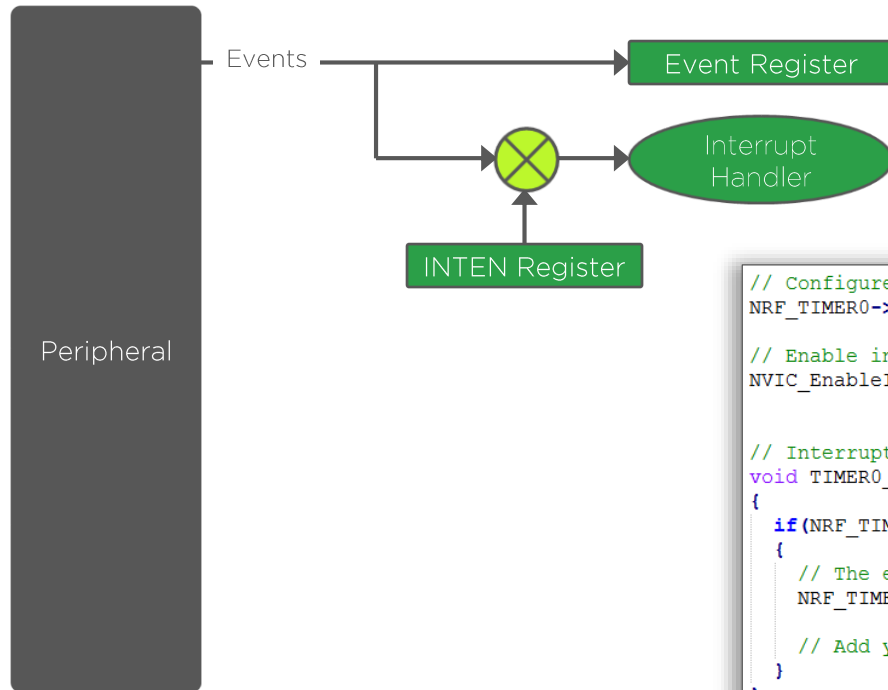 Events
Event Register
Interrupt
Handler
INTEN Register
Peripheral
// Configure
NRF_TIMER0->
// Enable in
NVIC_EnableI
// Interrupt
void TIMER0_
{
if(NRF_TIM
{
// The e
NRF_TIME
// Add y
}